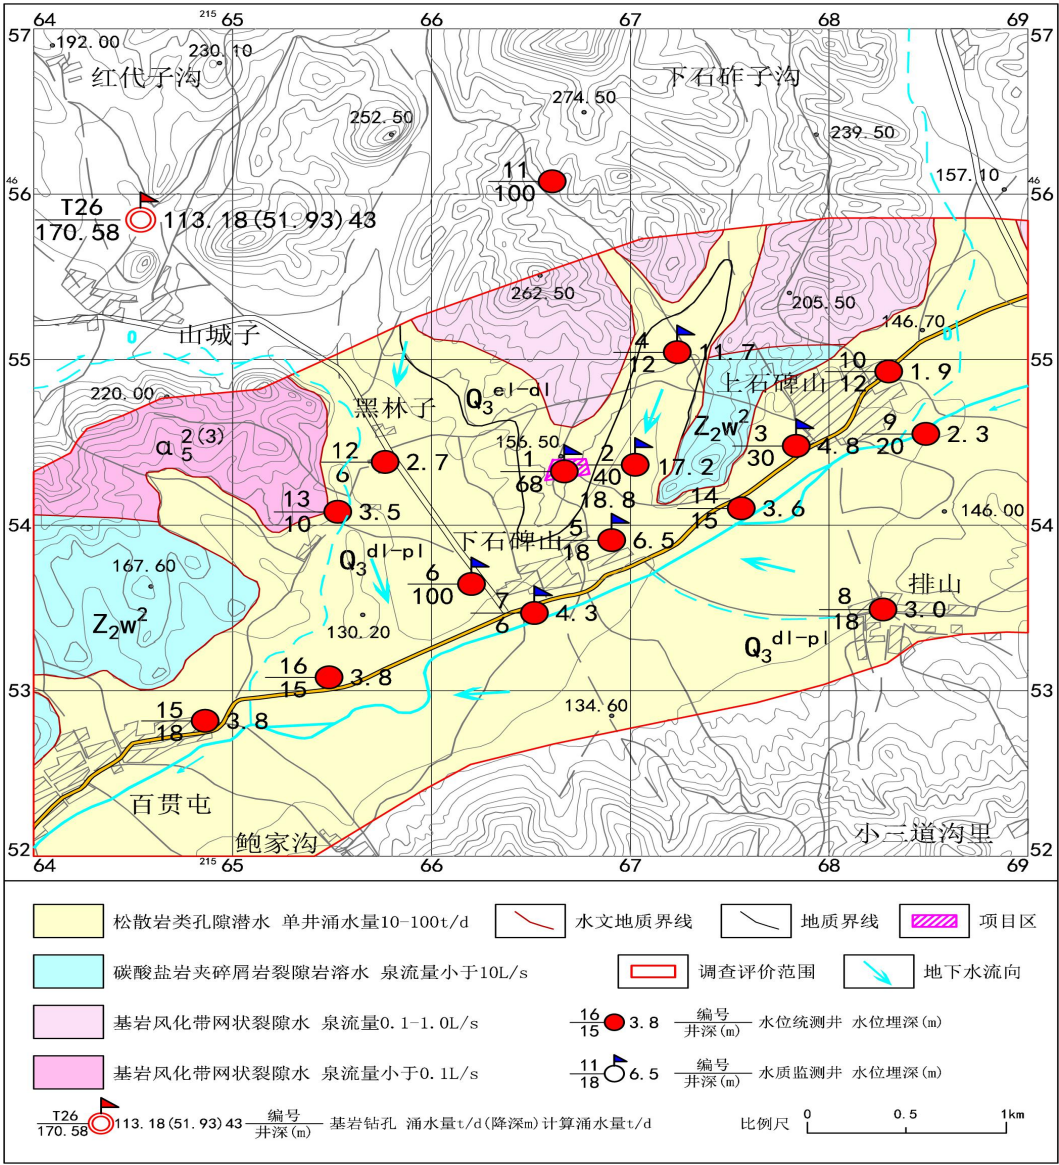 64 215 65 66 67 68 69
57 57
192.00 230.10
红代子沟 下石砟子沟
274.50
252.50
239.50
157.10
46 56 56 46
11
100
T26
170.58 113.18(51.93)43
262.50
205.50
146.70
山城子
0 0
55 55
4
12 11.7
10
12 1.9
220.00
Q₃ᵉˡ⁻ᵈˡ
上石碑山
黑林子
α₅²⁽³⁾
Z₂w²
156.50
3
30 4.8
9
20 2.3
12
6 2.7
1
68
2
40 17.2
18.8
13
10 3.5
14
15 3.6
146.00
54 54
下石碑山
5
18 6.5
Q₃ᵈˡ⁻ᵖˡ
167.60
6
100
排山
Z₂w²
7
6 4.3
8
18 3.0
130.20
Q₃ᵈˡ⁻ᵖˡ
16
15 3.8
53 53
134.60
15
18 3.8
百贯屯
鲍家沟 小三道沟里
52 52
64 215 65 66 67 68 69
松散岩类孔隙潜水 单井涌水量10-100t/d 水文地质界线 地质界线 项目区
碳酸盐岩夹碎屑岩裂隙岩溶水 泉流量小于10L/s 调查评价范围 地下水流向
基岩风化带网状裂隙水 泉流量0.1-1.0L/s
16
15 3.8 编号
井深(m) 水位统测井 水位埋深(m)
基岩风化带网状裂隙水 泉流量小于0.1L/s
11
18 6.5 编号
井深(m) 水质监测井 水位埋深(m)
T26
170.58 113.18(51.93)43 编号
井深(m) 基岩钻孔 涌水量t/d(降深m)计算涌水量t/d
比例尺 0 0.5 1km